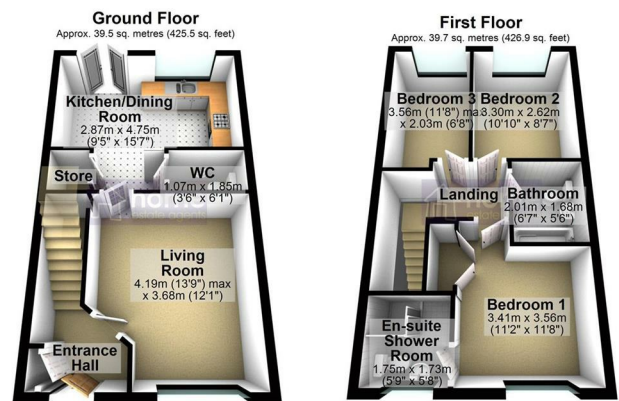 Ground Floor
Approx. 39.5 sq. metres (425.5 sq. feet)
Kitchen/Dining
Room
2.87m x 4.75m
(9'5" x 15'7")
Store
WC
1.07m x 1.85m
(3'6" x 6'1")
home
Living
Room
4.19m (13'9") max
x 3.68m (12'1")
Entrance
Hall
First Floor
Approx. 39.7 sq. metres (426.9 sq. feet)
Bedroom 3
3.56m (11'8") max
x 2.03m (6'8")
Bedroom 2
3.30m x 2.62m
(10'10" x 8'7")
Landing
Bathroom
2.01m x 1.68m
(6'7" x 5'6")
Bedroom 1
3.41m x 3.56m
(11'2" x 11'8")
En-suite
Shower
Room
1.75m x 1.73m
(5'9" x 5'8")